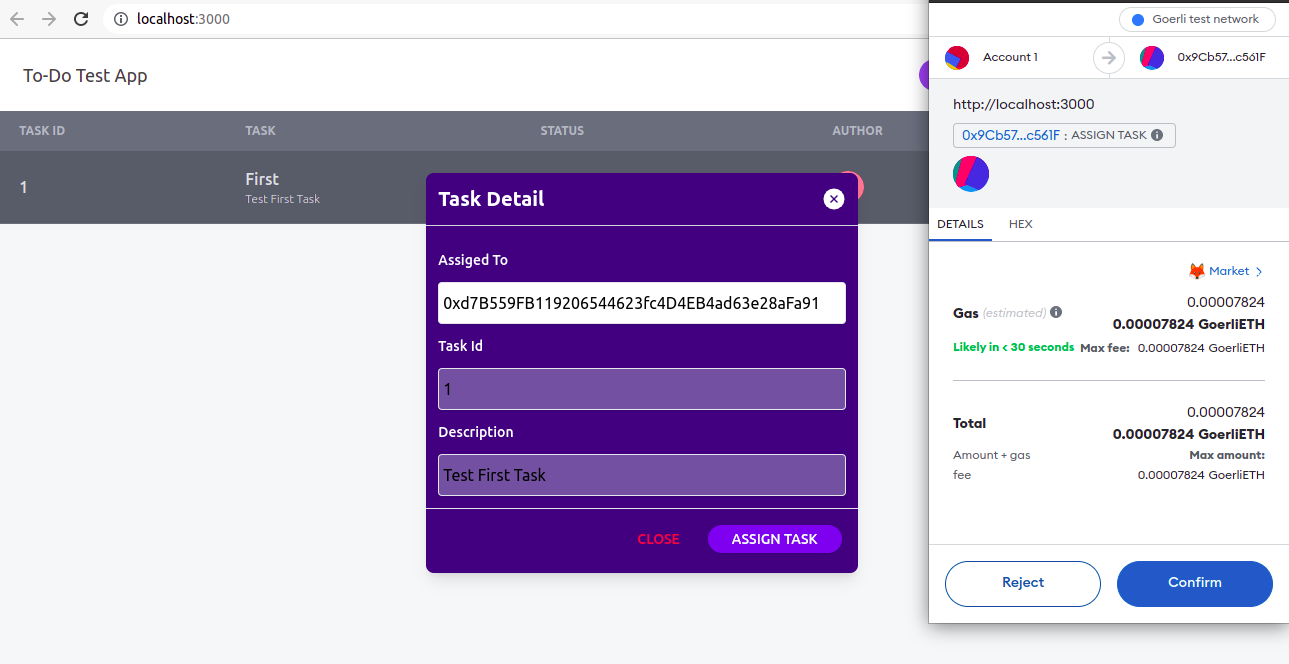 localhost:3000
To-Do Test App
TASK ID TASK STATUS AUTHOR
1
First
Test First Task
Task Detail
Assiged To
0xd7B559FB119206544623fc4D4EB4ad63e28aFa91
Task Id
1
Description
Test First Task
CLOSE ASSIGN TASK
Goerli test network
Account 1 0x9Cb57...c561F
http://localhost:3000
0x9Cb57...c561F : ASSIGN TASK
DETAILS HEX
Market >
0.00007824
Gas (estimated) 0.00007824 GoerliETH
Likely in < 30 seconds Max fee: 0.00007824 GoerliETH
0.00007824
Total 0.00007824 GoerliETH
Amount + gas fee Max amount:
0.00007824 GoerliETH
Reject Confirm